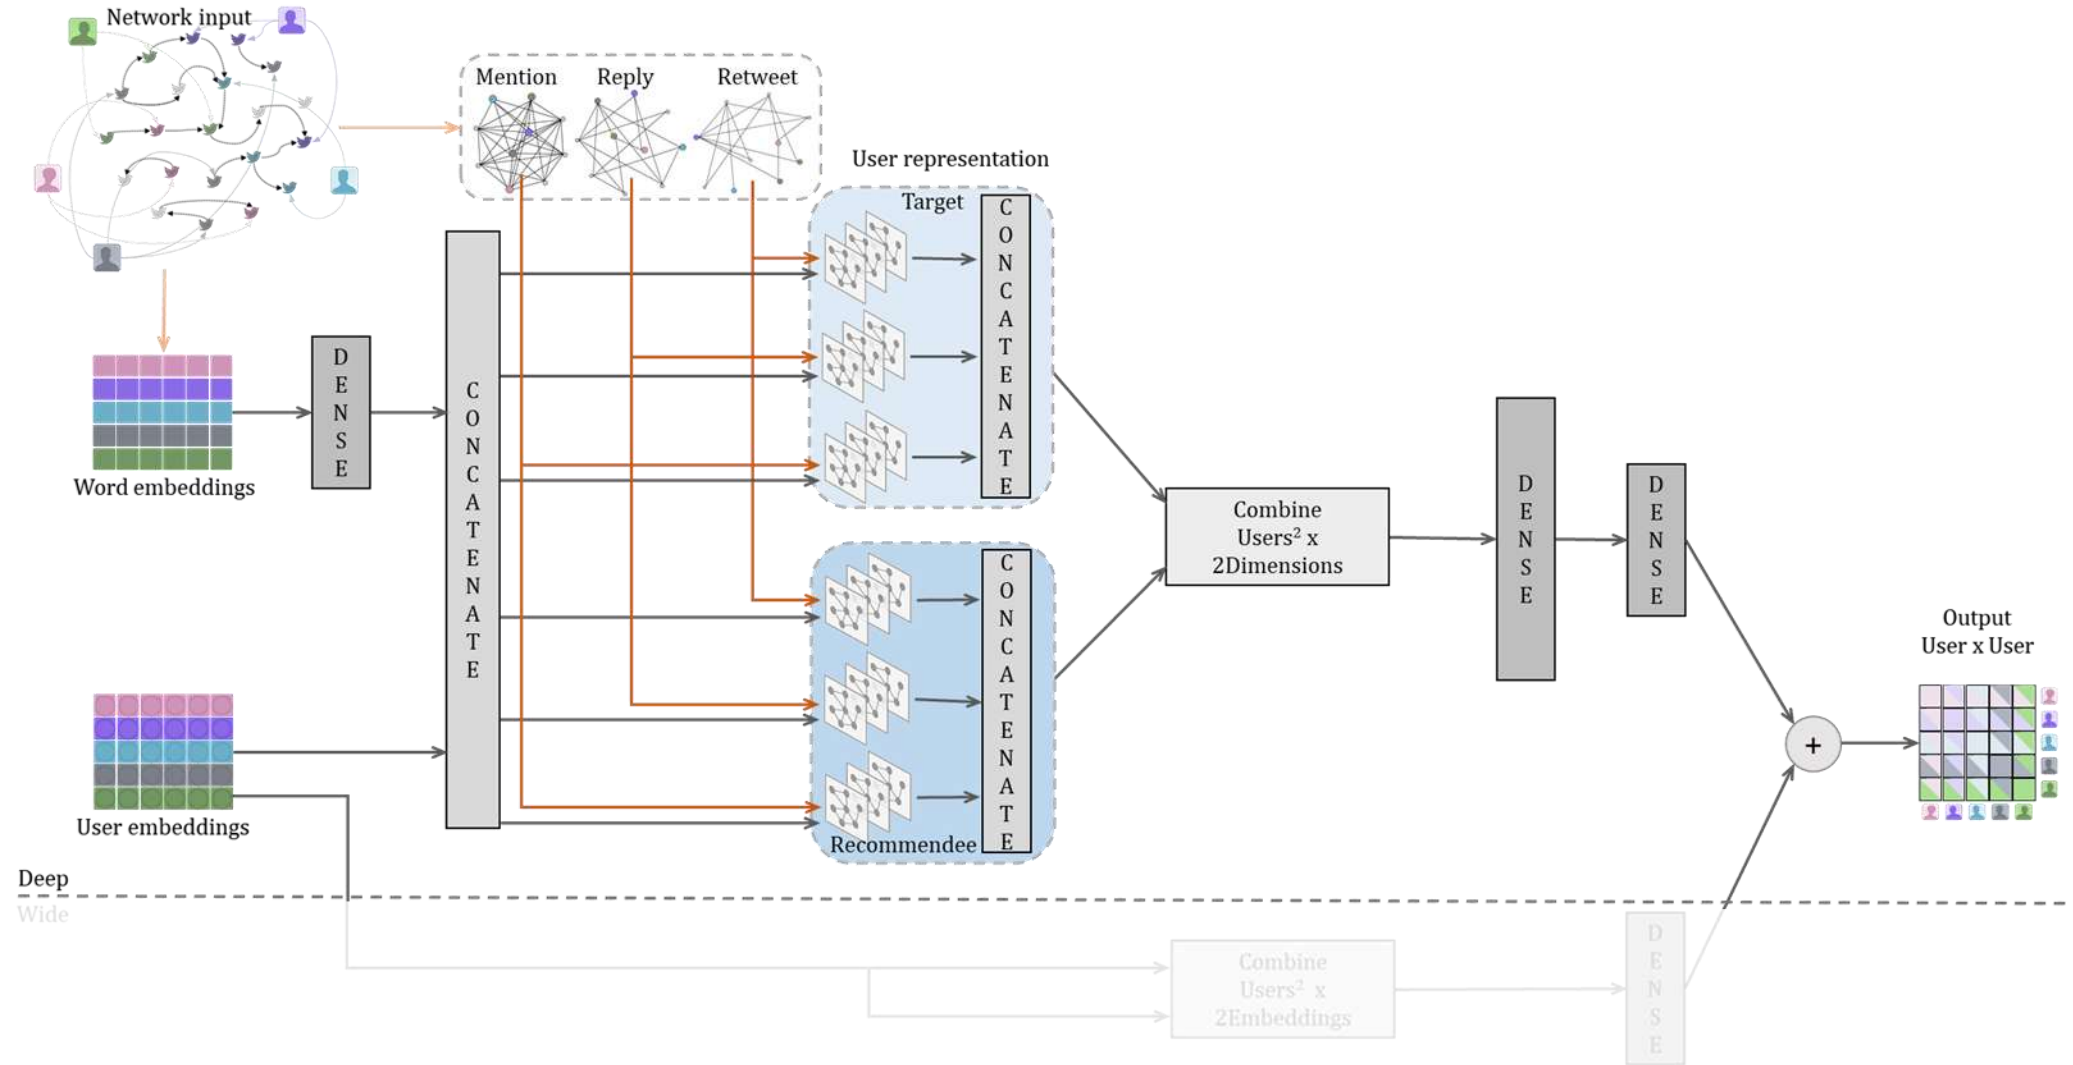 Network input
Mention
Reply
Retweet
User representation
Target
CONCATENATE
DENSE
CONCATENATE
Word embeddings
Combine
Users² x
2Dimensions
DENSE
DENSE
CONCATENATE
Output
User x User
+
User embeddings
Recommendee
Deep
Wide
Combine
Users² x
2Embeddings
DENSE